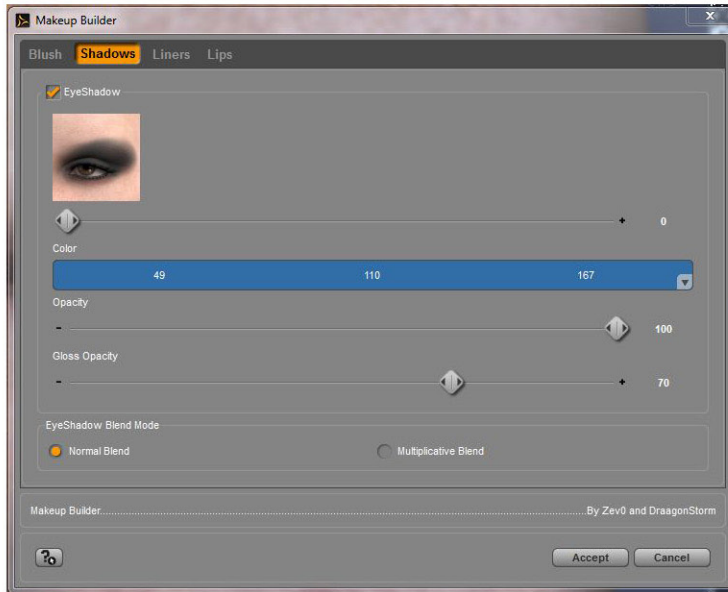 Makeup Builder
x
Blush Shadows Liners Lips
EyeShadow
+ 0
Color
49 110 167
Opacity
- 100
Gloss Opacity
- + 70
EyeShadow Blend Mode
Normal Blend Multiplicative Blend
Makeup Builder..........................................................................................................................By Zev0 and DraagonStorm
? Accept Cancel